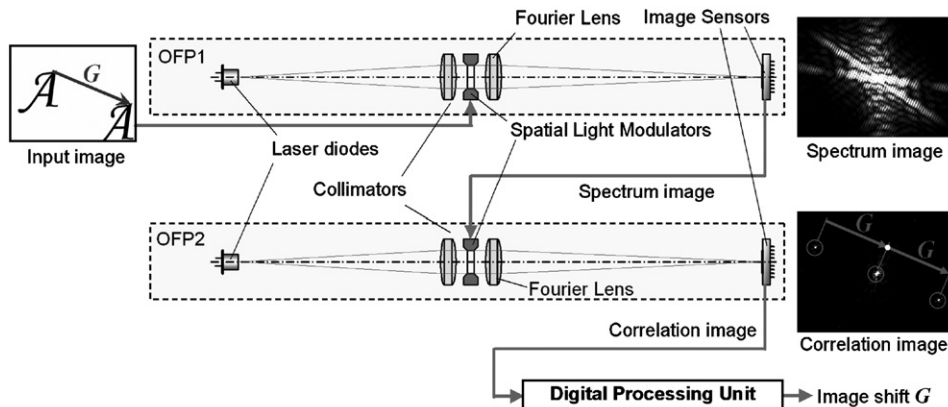 Fourier Lens
Image Sensors
OFP1
𝒜 G
𝒜
Input image
Laser diodes
Spatial Light Modulators
Collimators
Spectrum image
Spectrum image
OFP2
Fourier Lens
G
G
Correlation image
Correlation image
Digital Processing Unit
Image shift G